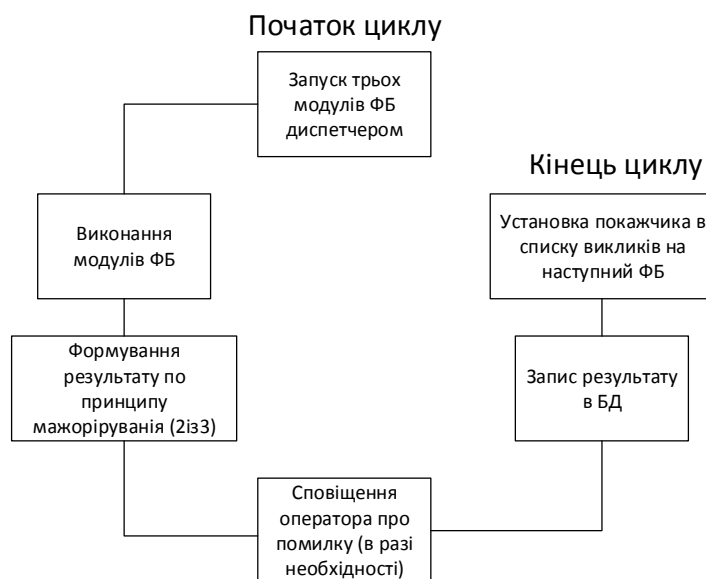 Початок циклу
Запуск трьох
модулів ФБ
диспетчером
Виконання
модулів ФБ
Формування
результату по
принципу
мажоріруванія (2із3)
Сповіщення
оператора про
помилку (в разі
необхідності)
Запис результату
в БД
Кінець циклу
Установка покажчика в
списку викликів на
наступний ФБ